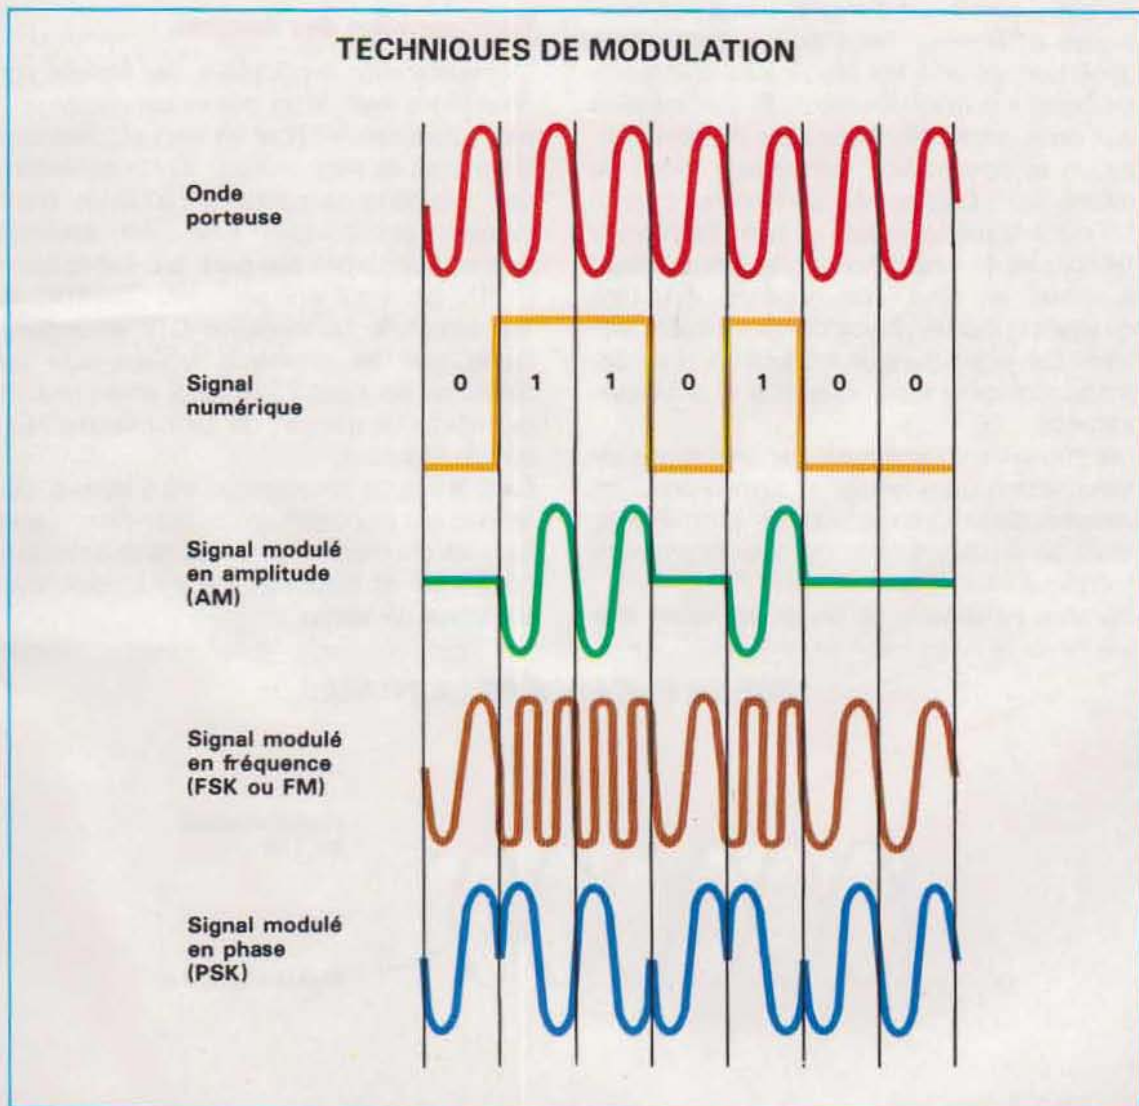 TECHNIQUES DE MODULATION
Onde
porteuse
Signal
numérique
0 1 1 0 1 0 0
Signal modulé
en amplitude
(AM)
Signal modulé
en fréquence
(FSK ou FM)
Signal modulé
en phase
(PSK)